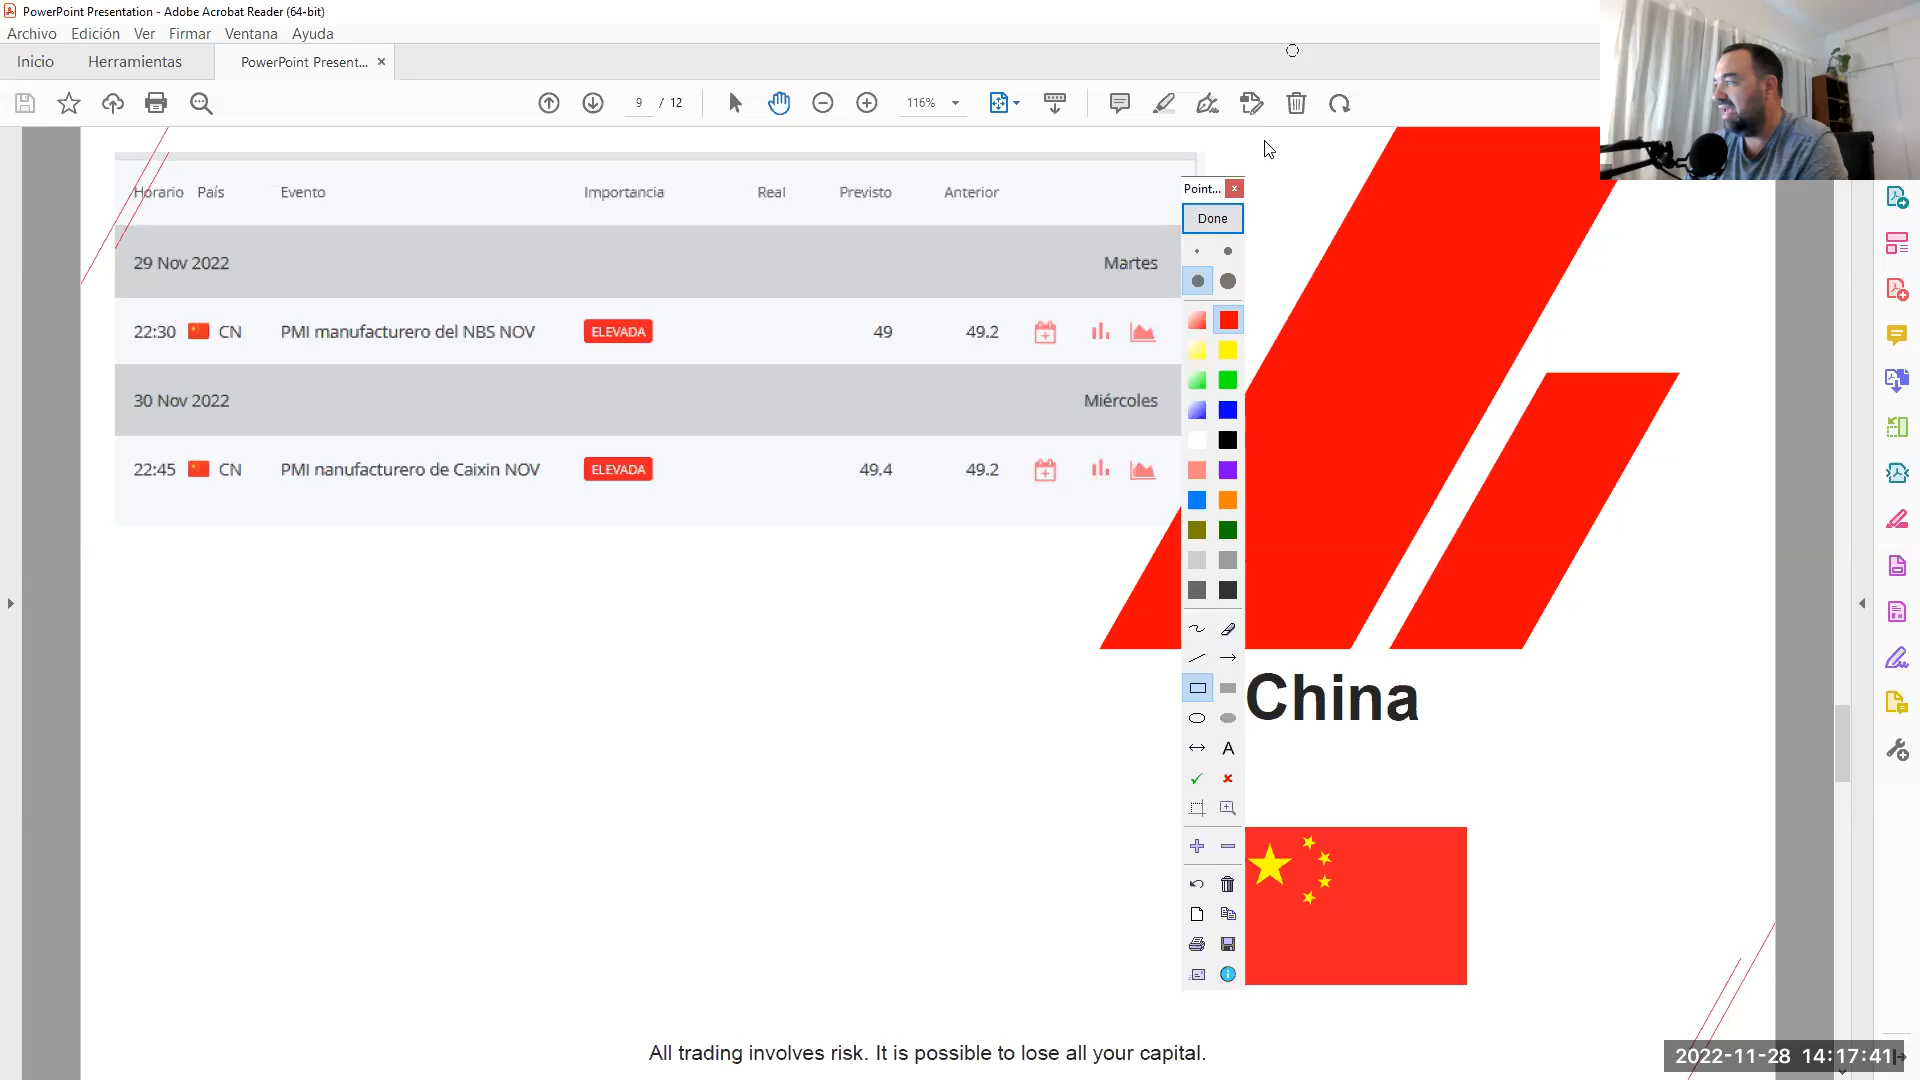 PowerPoint Presentation - Adobe Acrobat Reader (64-bit)
Archivo Edición Ver Firmar Ventana Ayuda
Inicio Herramientas PowerPoint Present... ×
9 / 12 116%
Horario País Evento Importancia Real Previsto Anterior
29 Nov 2022 Martes
22:30 CN PMI manufacturero del NBS NOV ELEVADA 49 49.2
30 Nov 2022 Miércoles
22:45 CN PMI nanufacturero de Caixin NOV ELEVADA 49.4 49.2
Point... x
Done
A
China
All trading involves risk. It is possible to lose all your capital.
2022-11-28 14:17:41